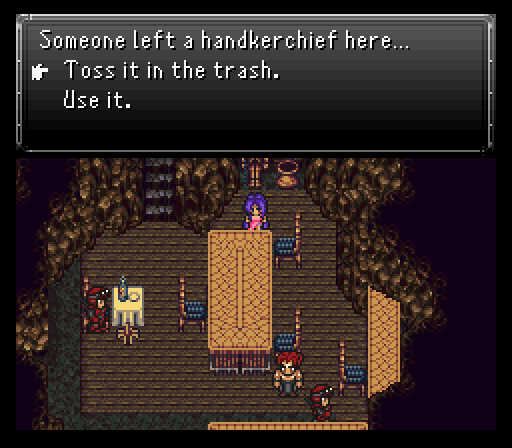 Someone left a handkerchief here...
Toss it in the trash.
Use it.